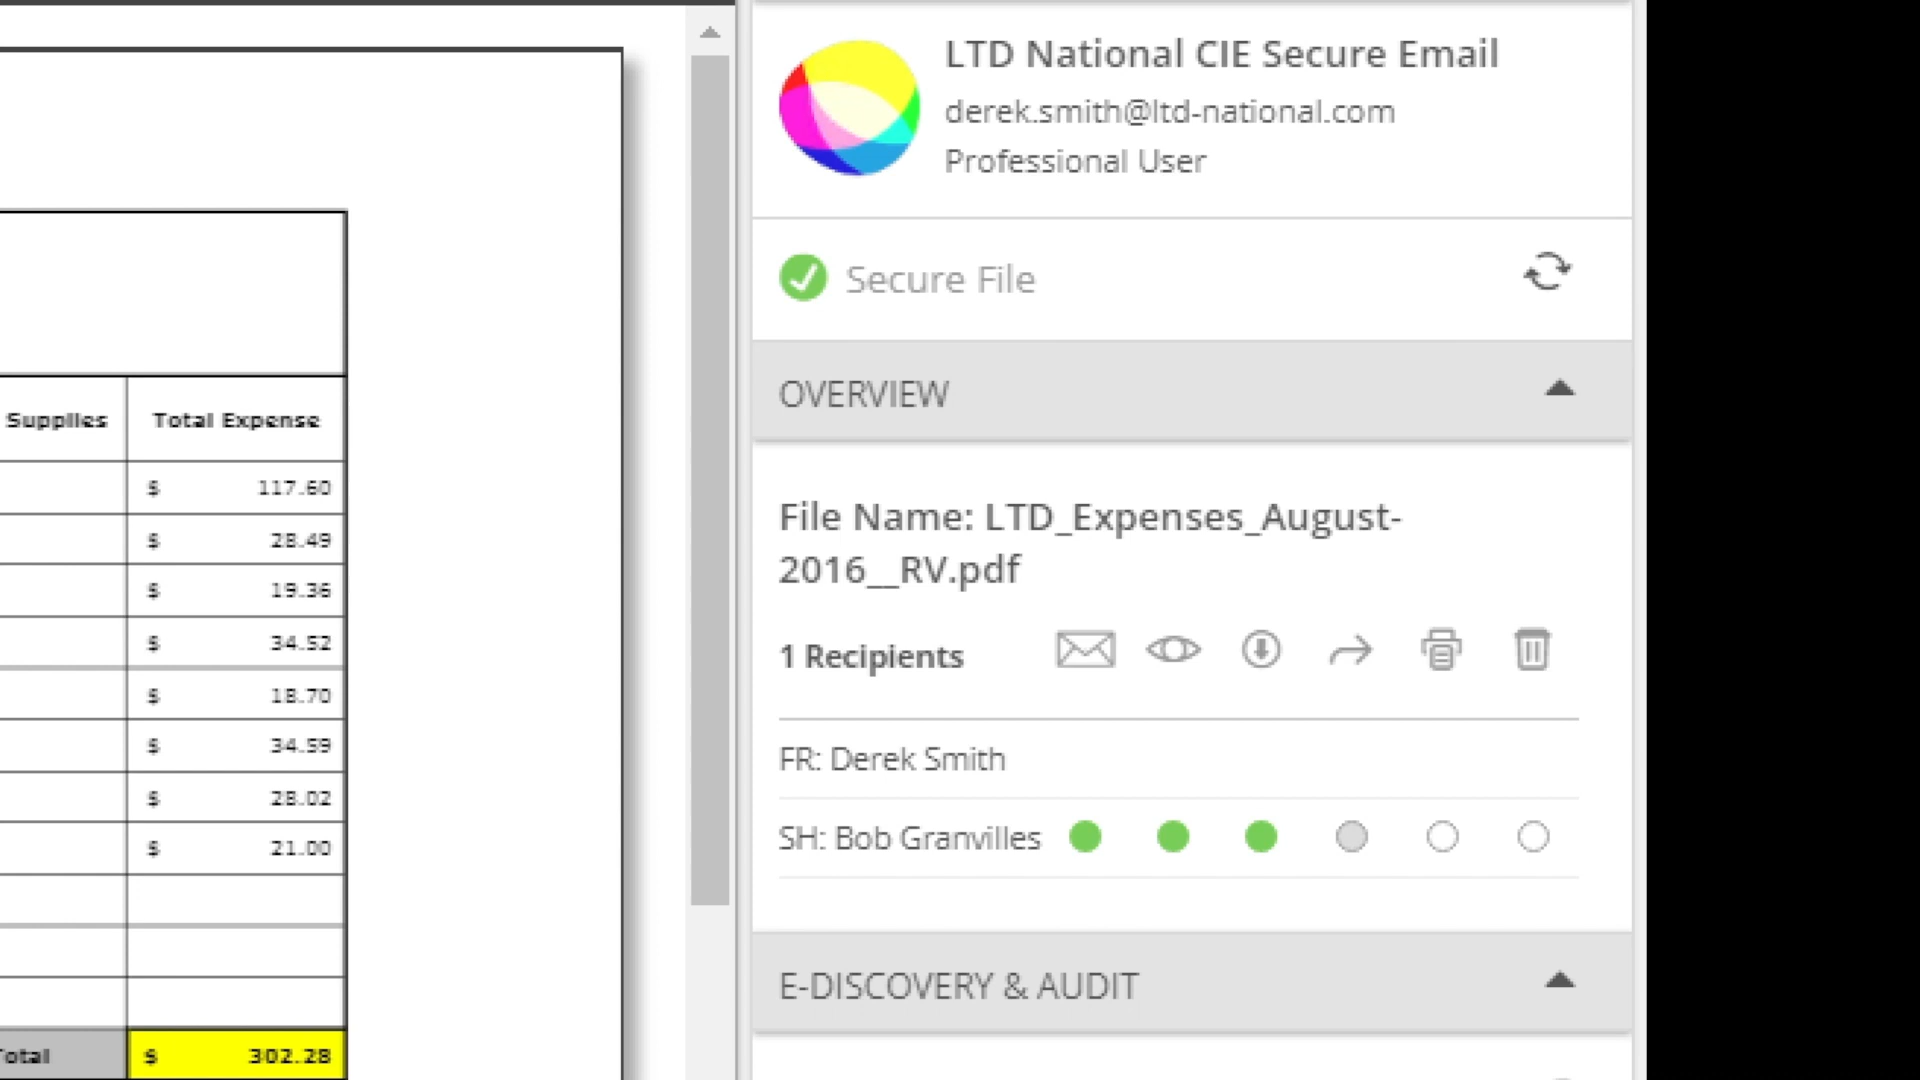 Supplies Total Expense
$ 117.60
$ 28.49
$ 19.36
$ 34.52
$ 18.70
$ 34.59
$ 28.02
$ 21.00
Total $ 302.28
LTD National CIE Secure Email
derek.smith@ltd-national.com
Professional User
Secure File
OVERVIEW
File Name: LTD_Expenses_August-
2016__RV.pdf
1 Recipients
FR: Derek Smith
SH: Bob Granvilles
E-DISCOVERY & AUDIT